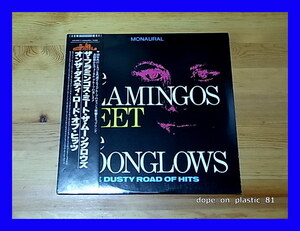 MONAURAL
AMINGOS
EET
OONGLOWS
DUSTY ROAD OF HITS
ザ・フラミンゴス・ミート・ザ・ムーングロウズ
オン・ザ・ダスティ・ロード・オブ・ヒッツ
dope on plastic 81